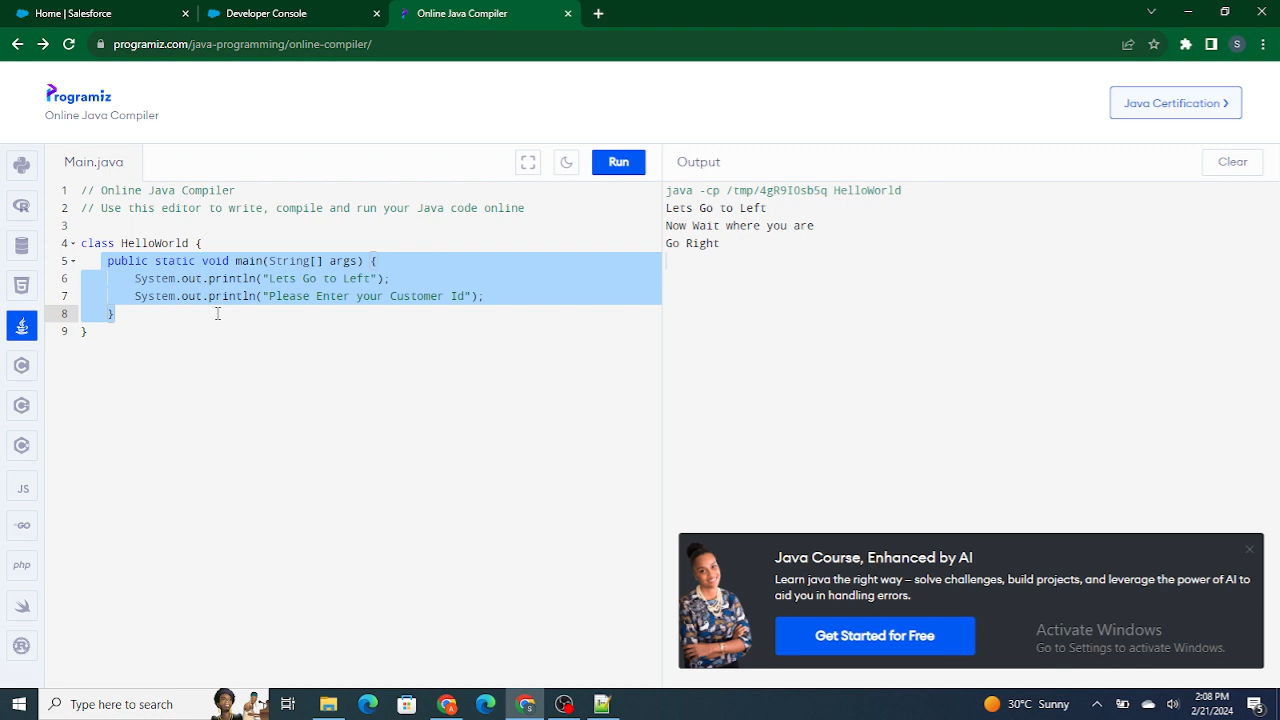 Home | Salesforce
Developer Console
Online Java Compiler
programiz.com/java-programming/online-compiler/
S
Programiz
Online Java Compiler
Java Certification
Main.java
Run
Output
Clear
1 // Online Java Compiler
2 // Use this editor to write, compile and run your Java code online
3
4 class HelloWorld {
5 public static void main(String[] args) {
6 System.out.println("Lets Go to Left");
7 System.out.println("Please Enter your Customer Id");
8 }
9 }
java -cp /tmp/4gR9IOsb5q HelloWorld
Lets Go to Left
Now Wait where you are
Go Right
JS
GO
php
Java Course, Enhanced by AI
Learn java the right way – solve challenges, build projects, and leverage the power of AI to
aid you in handling errors.
Get Started for Free
Activate Windows
Go to Settings to activate Windows.
Type here to search
30°C Sunny
2:08 PM
2/21/2024